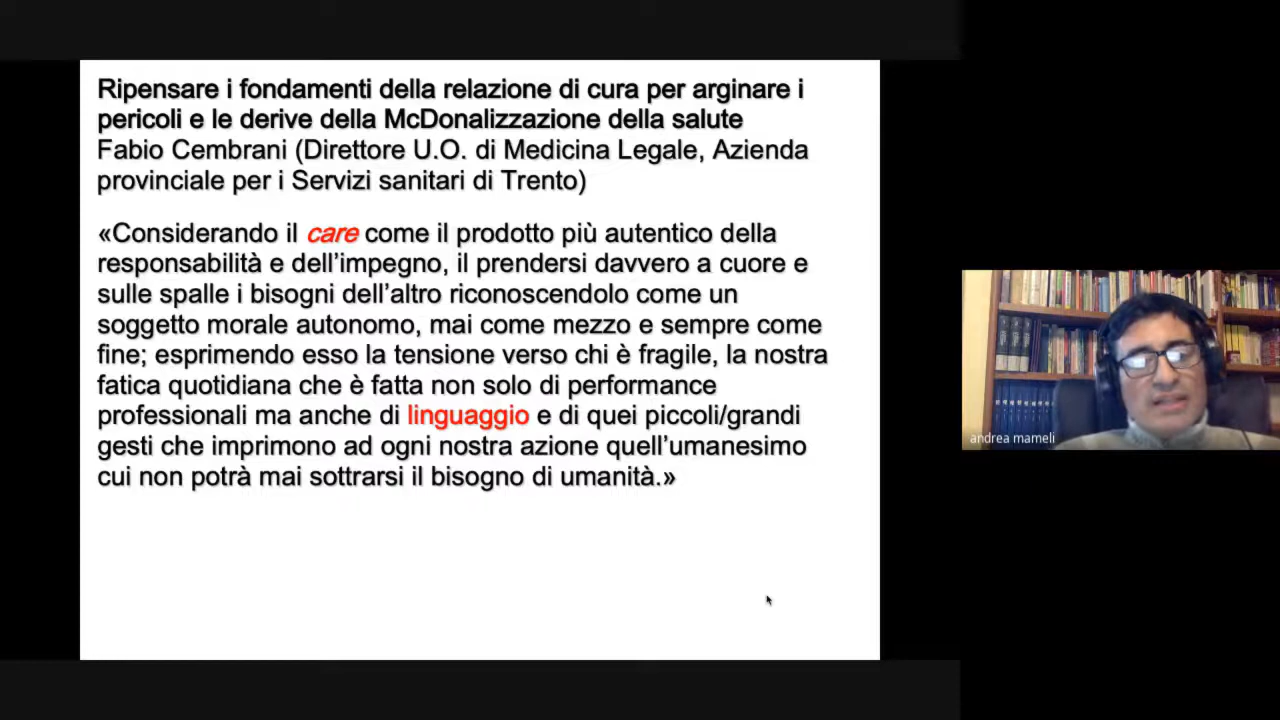 Ripensare i fondamenti della relazione di cura per arginare i
pericoli e le derive della McDonalizzazione della salute
Fabio Cembrani (Direttore U.O. di Medicina Legale, Azienda
provinciale per i Servizi sanitari di Trento)
«Considerando il care come il prodotto più autentico della
responsabilità e dell’impegno, il prendersi davvero a cuore e
sulle spalle i bisogni dell’altro riconoscendolo come un
soggetto morale autonomo, mai come mezzo e sempre come
fine; esprimendo esso la tensione verso chi è fragile, la nostra
fatica quotidiana che è fatta non solo di performance
professionali ma anche di linguaggio e di quei piccoli/grandi
gesti che imprimono ad ogni nostra azione quell’umanesimo
cui non potrà mai sottrarsi il bisogno di umanità.»
andrea mameli